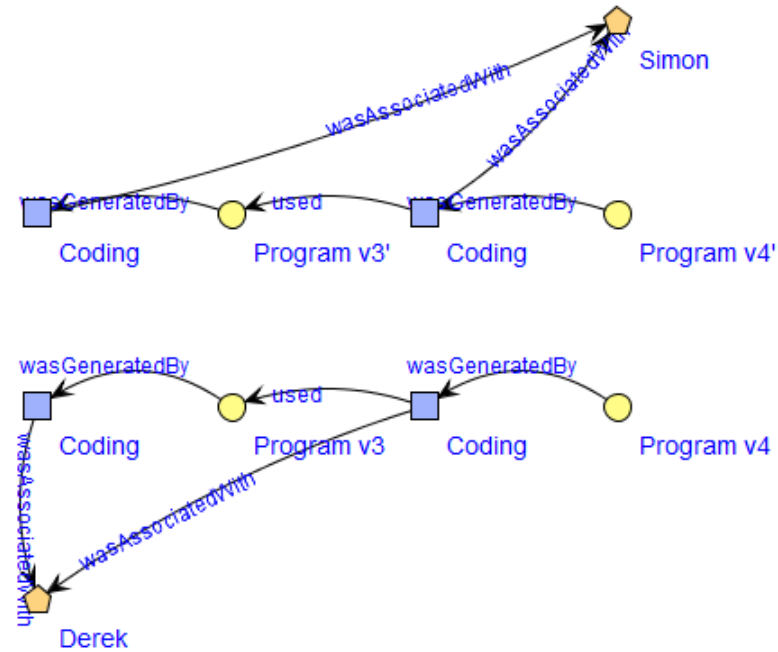 Simon
wasAssociatedWith
wasAssociatedWith
wasGeneratedBy
used
wasGeneratedBy
Coding
Program v3'
Coding
Program v4'
wasGeneratedBy
wasGeneratedBy
used
Coding
Program v3
Coding
Program v4
wasAssociatedWith
wasAssociatedWith
Derek